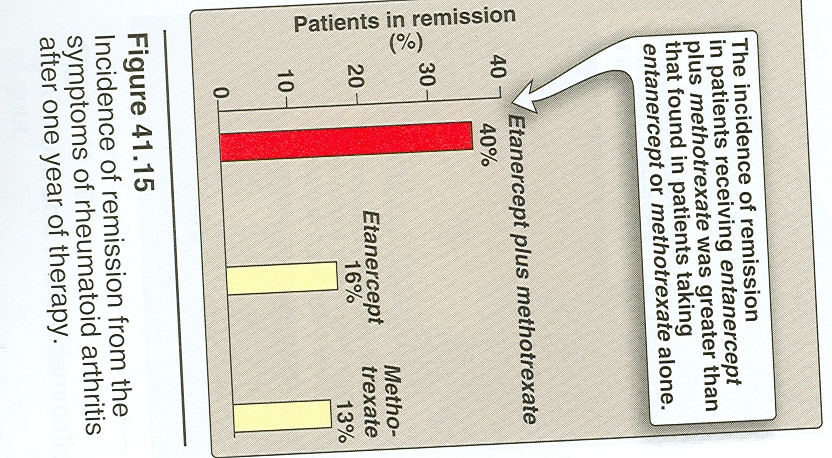 The incidence of remission
in patients receiving entanercept
plus methotrexate was greater than
that found in patients taking
entanercept or methotrexate alone.
Patients in remission
(%)
40
30
20
10
0
Etanercept plus methotrexate
40%
Etanercept
16%
Metho-
trexate
13%
Figure 41.15
Incidence of remission from the
symptoms of rheumatoid arthritis
after one year of therapy.